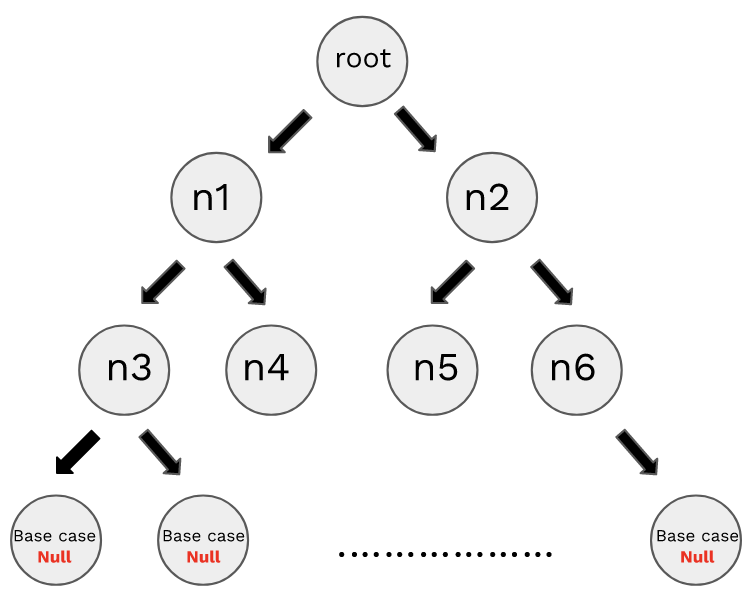 root
n1
n2
n3
n4
n5
n6
Base case
Null
Base case
Null
.....................
Base case
Null